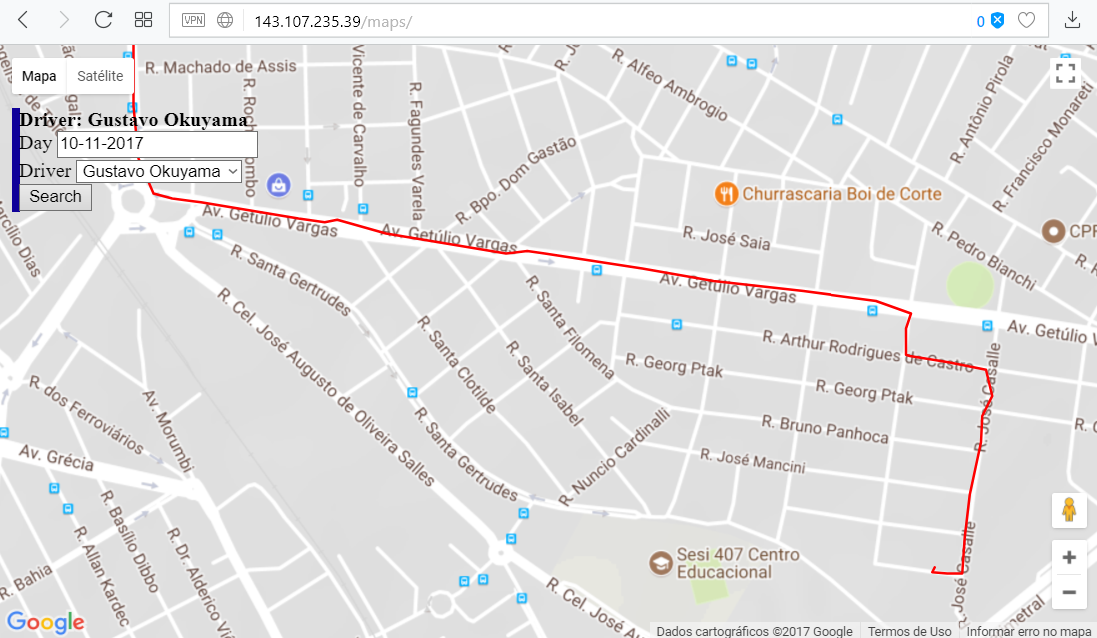 VPN
143.107.235.39/maps/
0
Mapa
Satélite
R. Machado de Assis
Driver: Gustavo Okuyama
Day 10-11-2017
Driver Gustavo Okuyama
Search
Vicente de Carvalho
R. Fagundes Varela
R. Bpo. Dom Gastão
R. Alfeo Ambrogio
R. Antônio Pirola
R. Francisco Monareti
Churrascaria Boi de Corte
Av. Getúlio Vargas
Av. Getúlio Vargas
R. José Saia
R. Pedro Bianchi
CPF
Av. Getúlio Vargas
Av. Getúlio V
R. Santa Gertrudes
R. Cel. José Augusto de Oliveira Salles
R. Santa Filomena
R. Santa Clotilde
R. Santa Isabel
R. Arthur Rodrigues de Castro
R. Georg Ptak
R. Georg Ptak
R. José Casalle
R. Bruno Panhoca
R. José Mancini
R. Nuncio Cardinalli
R. Santa Gertrudes
R. dos Ferroviários
Av. Morumbi
Av. Grécia
R. Basílio Dibbo
R. Allan Kardec
R. Dr. Alderico Vi
R. Bahia
Sesi 407 Centro
Educacional
R. Cel. José Au
José Casalle
Google
Dados cartográficos ©2017 Google
Termos de Uso
Informar erro no mapa